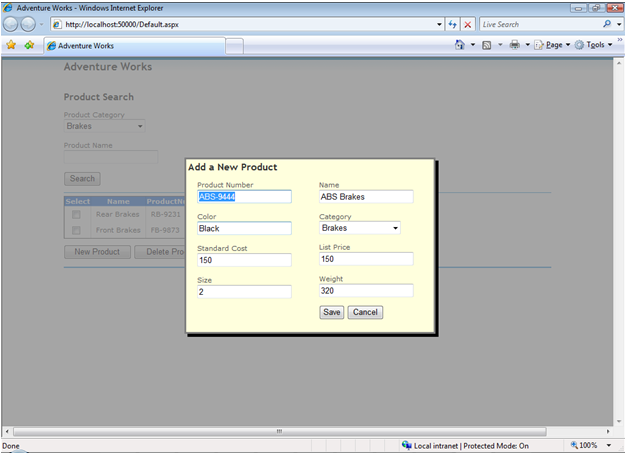 Adventure Works - Windows Internet Explorer
http://localhost:50000/Default.aspx
Live Search
Adventure Works
Page
Tools
Adventure Works
Product Search
Product Category
Brakes
Product Name
Search
Select Name ProductNu
Rear Brakes RB-9231
Front Brakes FB-9873
New Product Delete Pro
Add a New Product
Product Number Name
ABS-9444 ABS Brakes
Color Category
Black Brakes
Standard Cost List Price
150 150
Size Weight
2 320
Save Cancel
Done Local intranet | Protected Mode: On 100%